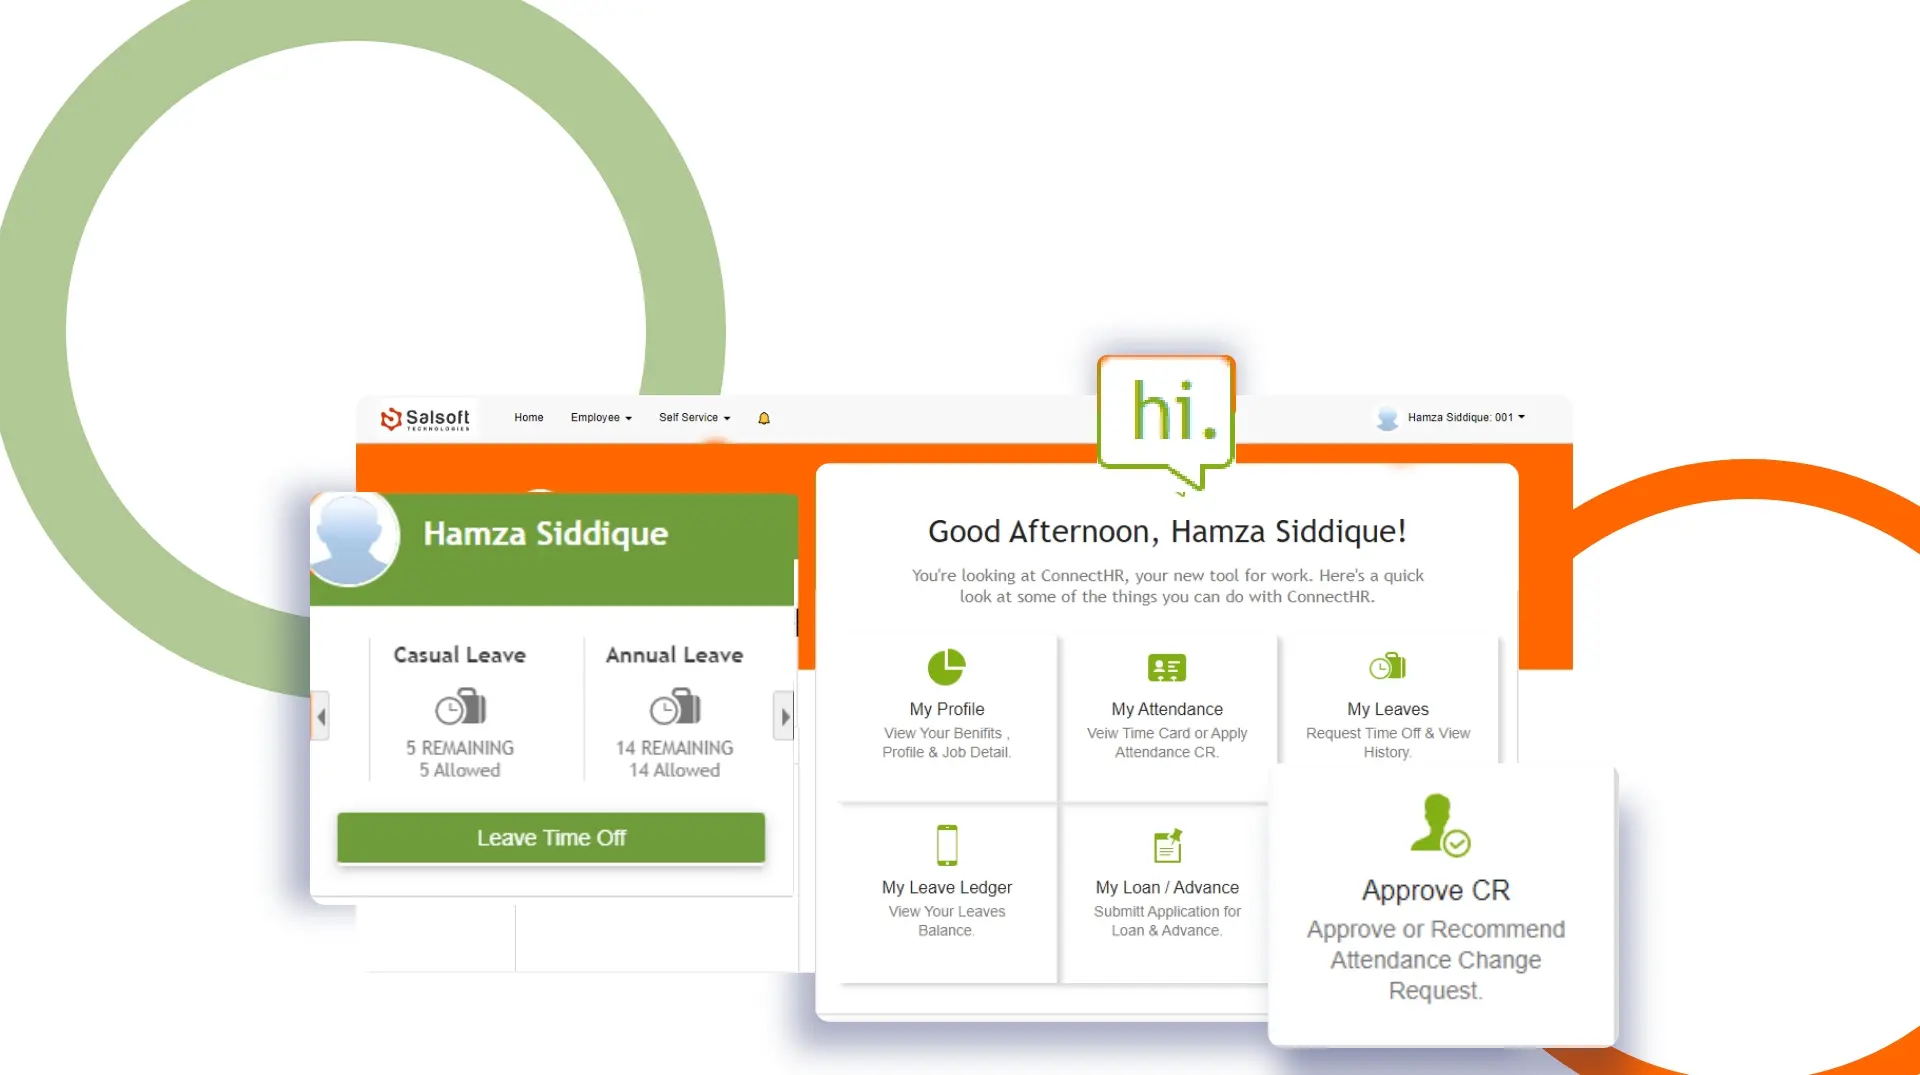 hi.
Salsoft
TECHNOLOGIES
Home
Employee
Self Service
Hamza Siddique: 001
Hamza Siddique
Casual Leave
5 REMAINING
5 Allowed
Annual Leave
14 REMAINING
14 Allowed
Leave Time Off
Good Afternoon, Hamza Siddique!
You're looking at ConnectHR, your new tool for work. Here's a quick
look at some of the things you can do with ConnectHR.
My Profile
View Your Benifits ,
Profile & Job Detail.
My Attendance
Veiw Time Card or Apply
Attendance CR.
My Leaves
Request Time Off & View
History.
My Leave Ledger
View Your Leaves
Balance.
My Loan / Advance
Submitt Application for
Loan & Advance.
Approve CR
Approve or Recommend
Attendance Change
Request.